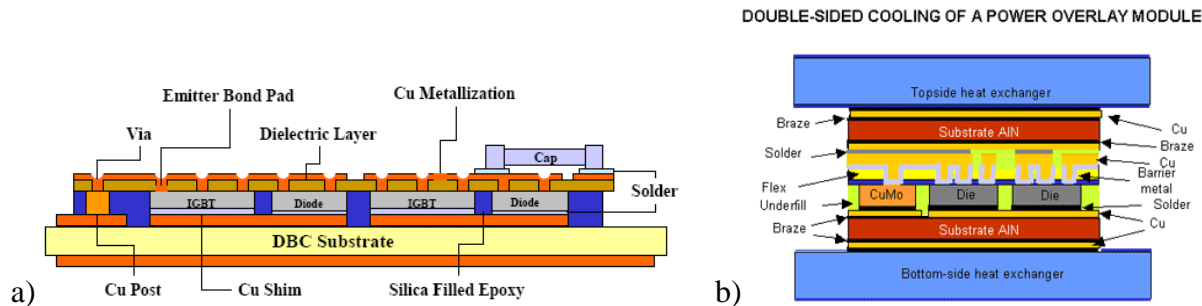 DOUBLE-SIDED COOLING OF A POWER OVERLAY MODULE
Emitter Bond Pad
Cu Metallization
Via
Dielectric Layer
Cap
Solder
IGBT
Diode
IGBT
Diode
DBC Substrate
Cu Post
Cu Shim
Silica Filled Epoxy
a)
Topside heat exchanger
Braze
Cu
Substrate AlN
Braze
Solder
Cu
Flex
Barrier
metal
CuMo
Die
Die
Underfill
Solder
Cu
Braze
Substrate AlN
Bottom-side heat exchanger
b)